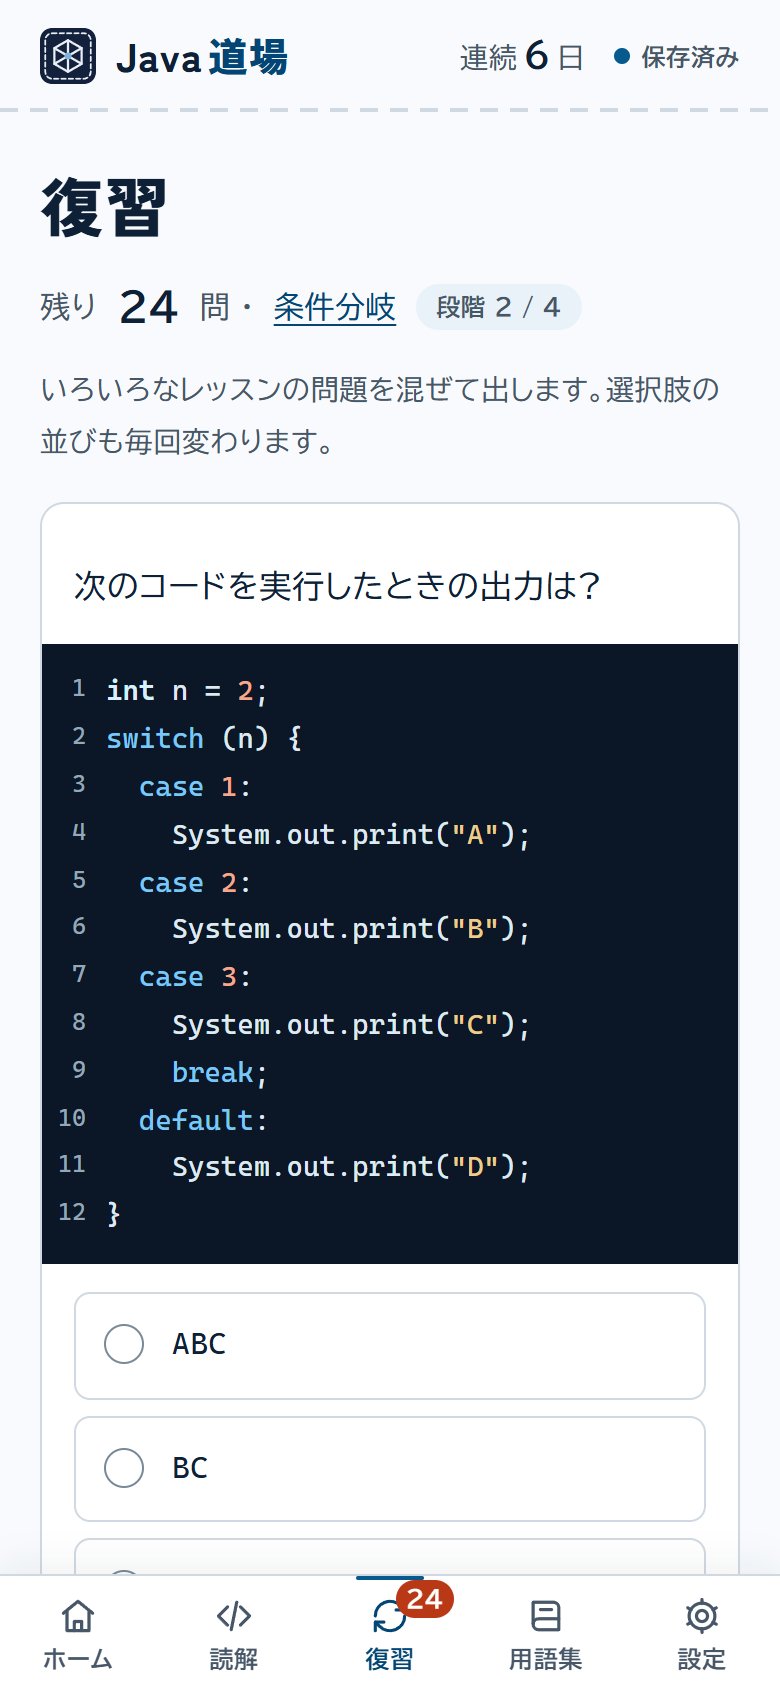 Java 道場 連続 6 日 保存済み
復習
残り 24 問・ 条件分岐 段階 2 / 4
いろいろなレッスンの問題を混ぜて出します。選択肢の
並びも毎回変わります。
次のコードを実行したときの出力は？
1 int n = 2;
2 switch (n) {
3   case 1:
4     System.out.print("A");
5   case 2:
6     System.out.print("B");
7   case 3:
8     System.out.print("C");
9     break;
10   default:
11     System.out.print("D");
12 }
ABC
BC
24
ホーム 読解 復習 用語集 設定